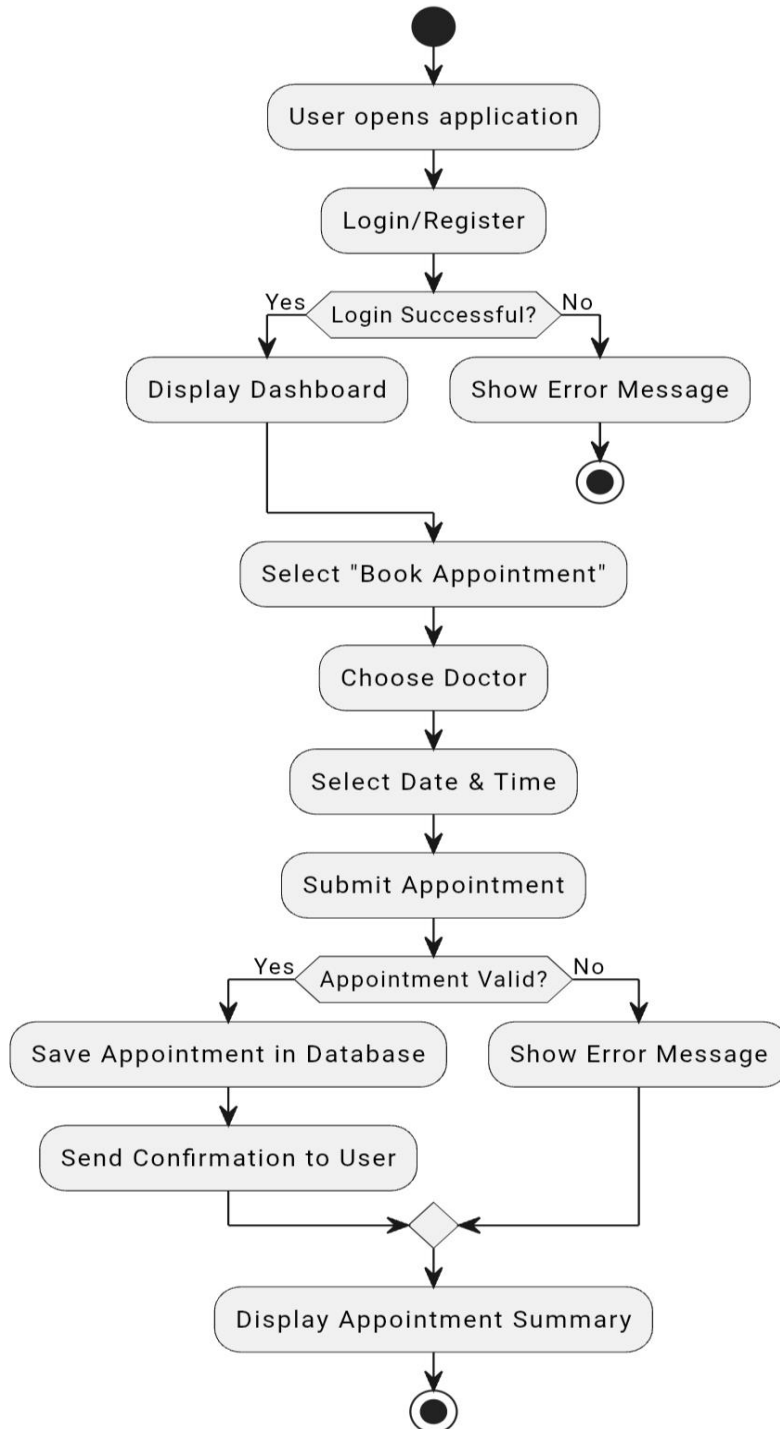 User opens application
Login/Register
Yes
Login Successful?
No
Display Dashboard
Show Error Message
Select "Book Appointment"
Choose Doctor
Select Date & Time
Submit Appointment
Yes
Appointment Valid?
No
Save Appointment in Database
Show Error Message
Send Confirmation to User
Display Appointment Summary